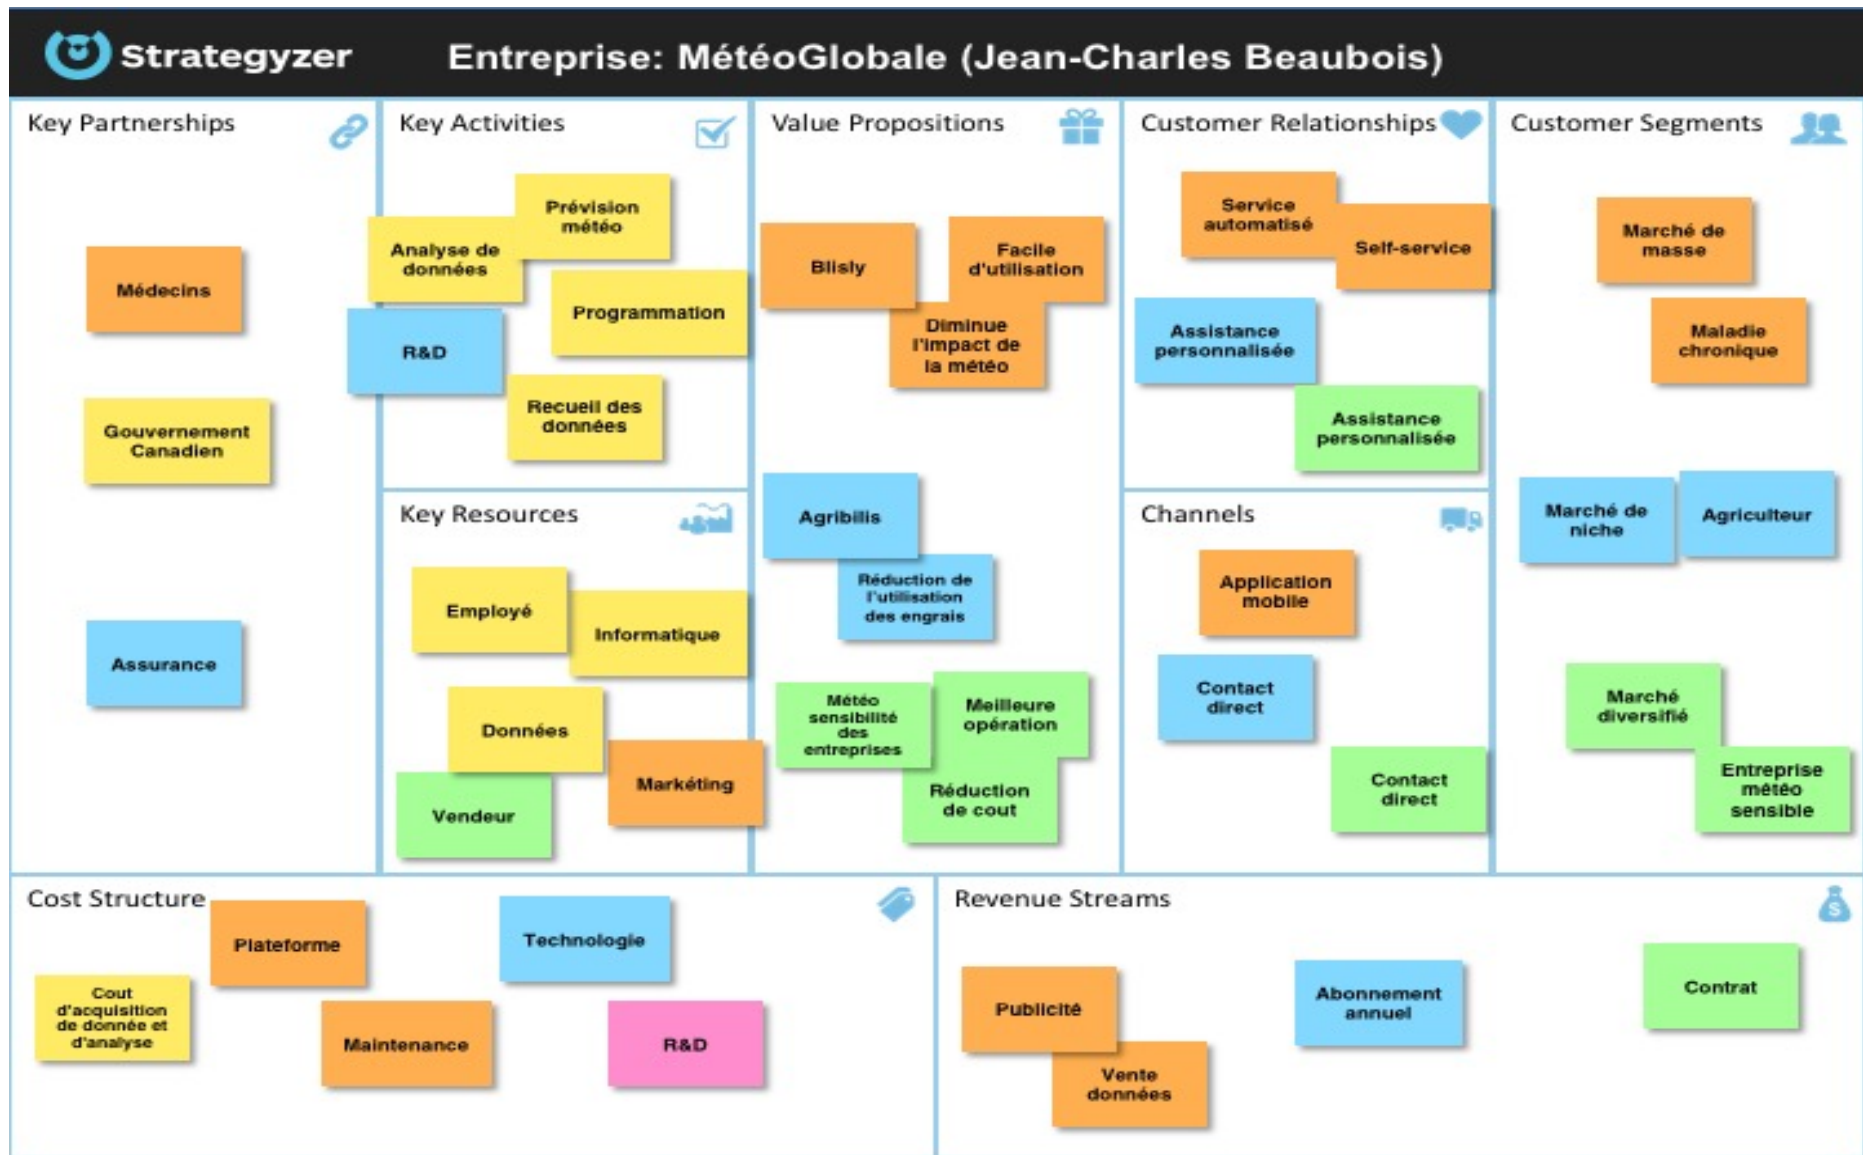 Strategyzer
Entreprise: MétéoGlobale (Jean-Charles Beaubois)
Key Partnerships
Médecins
Gouvernement
Canadien
Assurance
Key Activities
Prévision
météo
Analyse de
données
Programmation
R&D
Recueil des
données
Key Resources
Employé
Informatique
Données
Markéting
Vendeur
Value Propositions
Blisly
Facile
d'utilisation
Diminue
l'impact de
la météo
Agribilis
Réduction de
l'utilisation
des engrais
Météo
sensibilité
des
entreprises
Meilleure
opération
Réduction
de cout
Customer Relationships
Service
automatisé
Self-service
Assistance
personnalisée
Assistance
personnalisée
Channels
Application
mobile
Contact
direct
Contact
direct
Customer Segments
Marché de
masse
Maladie
chronique
Marché de
niche
Agriculteur
Marché
diversifié
Entreprise
météo
sensible
Cost Structure
Plateforme
Technologie
Cout
d'acquisition
de donnée et
d'analyse
Maintenance
R&D
Revenue Streams
Publicité
Vente
données
Abonnement
annuel
Contrat
S